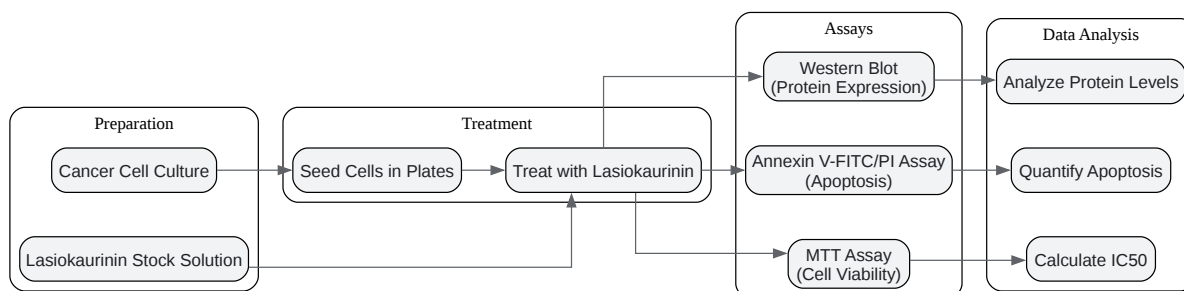 Preparation
Cancer Cell Culture
Lasiokaurinin Stock Solution
Treatment
Seed Cells in Plates
Treat with Lasiokaurinin
Assays
Western Blot
(Protein Expression)
Annexin V-FITC/PI Assay
(Apoptosis)
MTT Assay
(Cell Viability)
Data Analysis
Analyze Protein Levels
Quantify Apoptosis
Calculate IC50